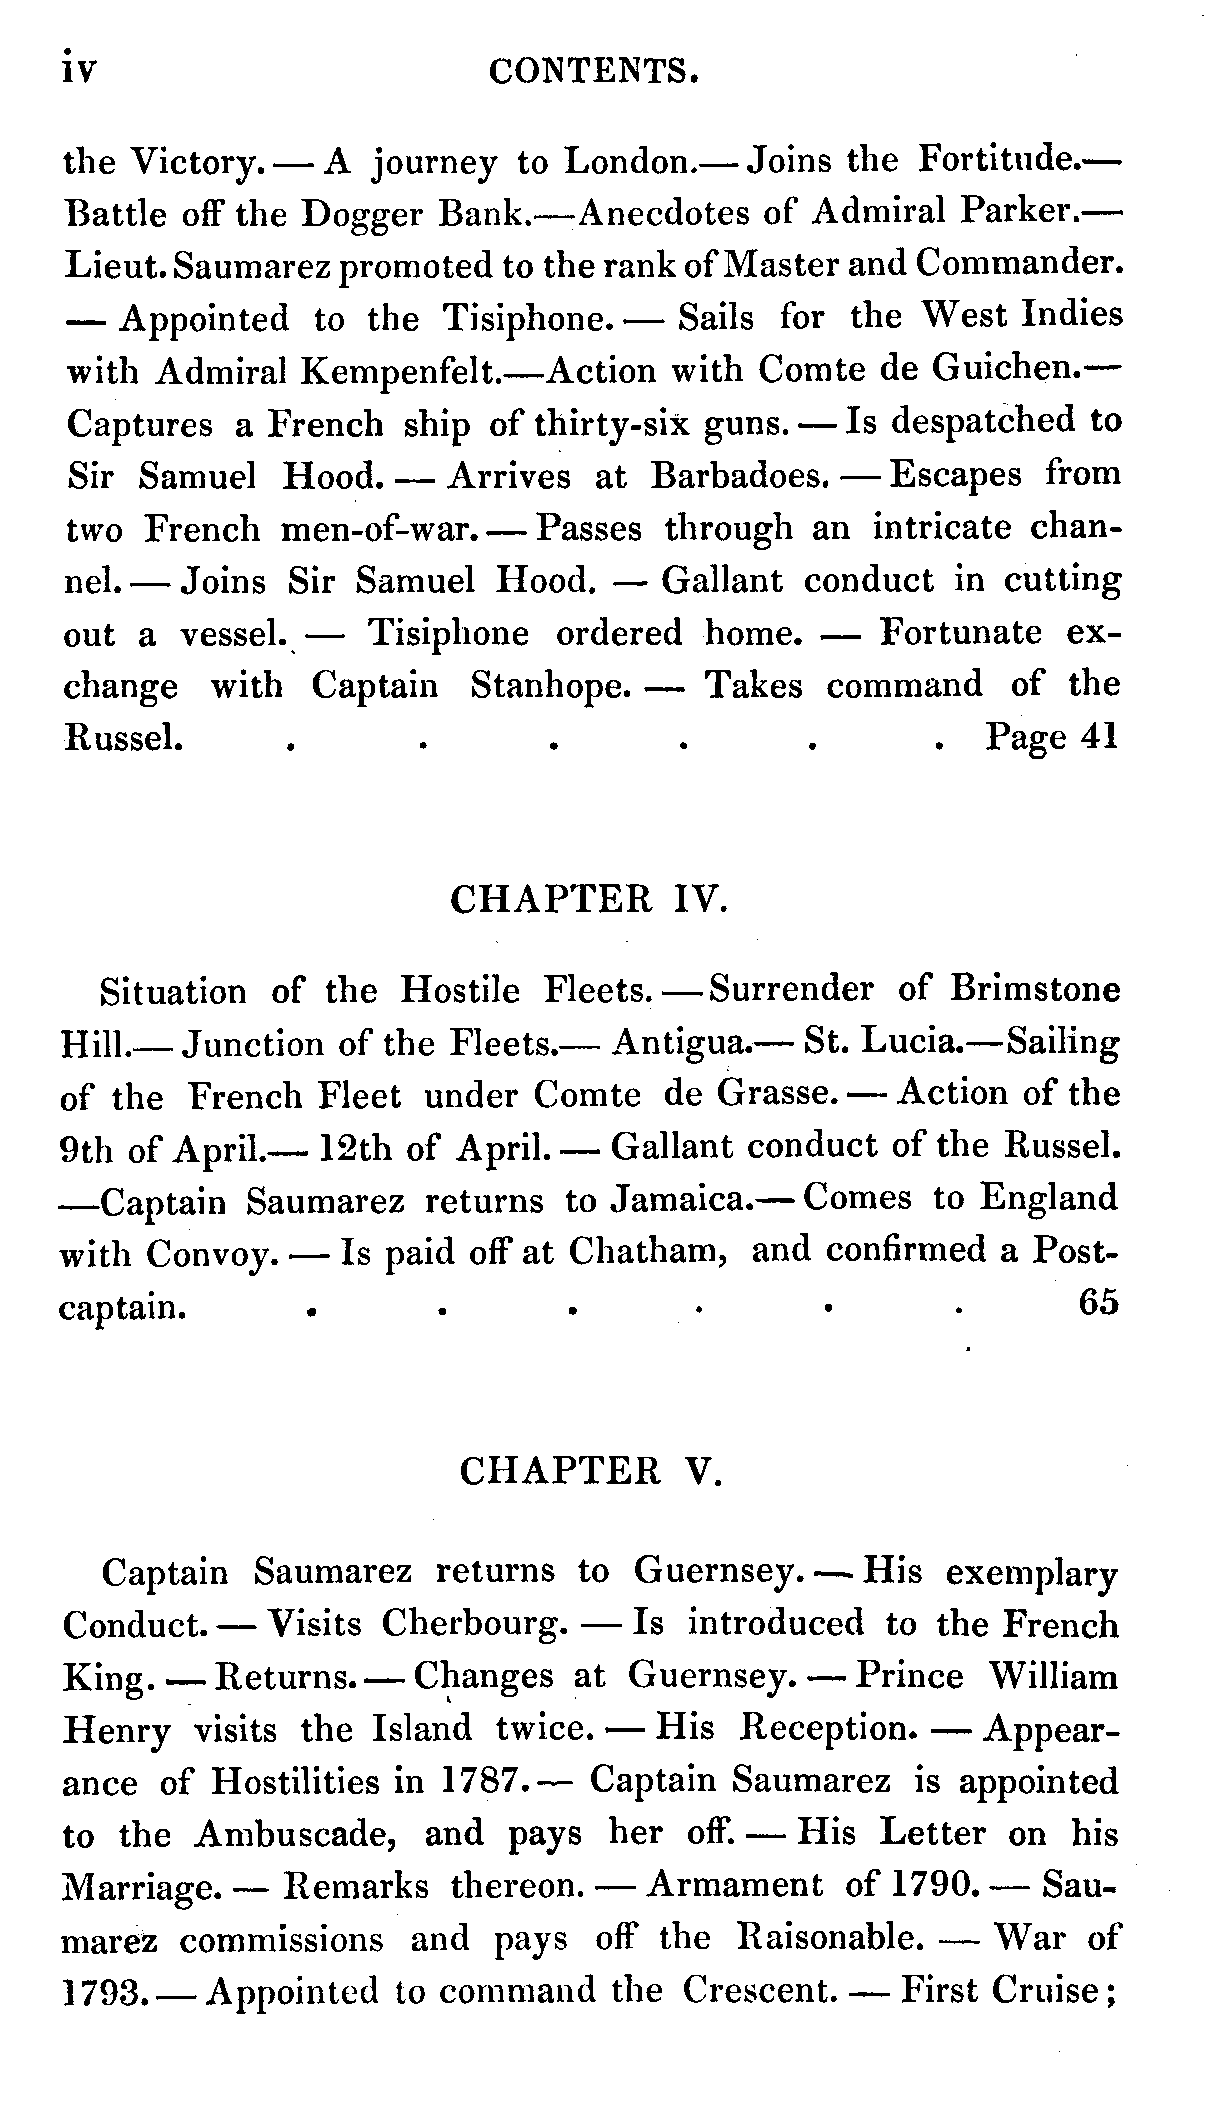 iv CONTENTS.
the Victory. — A journey to London.— Joins the Fortitude.—
Battle off the Dogger Bank.—Anecdotes of Admiral Parker.—
Lieut. Saumarez promoted to the rank of Master and Commander.
— Appointed to the Tisiphone. — Sails for the West Indies
with Admiral Kempenfelt.—Action with Comte de Guichen.—
Captures a French ship of thirty-six guns. — Is despatched to
Sir Samuel Hood. — Arrives at Barbadoes. — Escapes from
two French men-of-war. — Passes through an intricate chan-
nel. — Joins Sir Samuel Hood. — Gallant conduct in cutting
out a vessel. — Tisiphone ordered home. — Fortunate ex-
change with Captain Stanhope. — Takes command of the
Russel. . . . . . . Page 41
CHAPTER IV.
Situation of the Hostile Fleets. — Surrender of Brimstone
Hill.— Junction of the Fleets.— Antigua.— St. Lucia.—Sailing
of the French Fleet under Comte de Grasse. — Action of the
9th of April.— 12th of April. — Gallant conduct of the Russel.
—Captain Saumarez returns to Jamaica.— Comes to England
with Convoy. — Is paid off at Chatham, and confirmed a Post-
captain. . . . . . . 65
CHAPTER V.
Captain Saumarez returns to Guernsey. — His exemplary
Conduct. — Visits Cherbourg. — Is introduced to the French
King. — Returns. — Changes at Guernsey. — Prince William
Henry visits the Island twice. — His Reception. — Appear-
ance of Hostilities in 1787. — Captain Saumarez is appointed
to the Ambuscade, and pays her off. — His Letter on his
Marriage. — Remarks thereon. — Armament of 1790. — Sau-
marez commissions and pays off the Raisonable. — War of
1793. — Appointed to command the Crescent. — First Cruise;